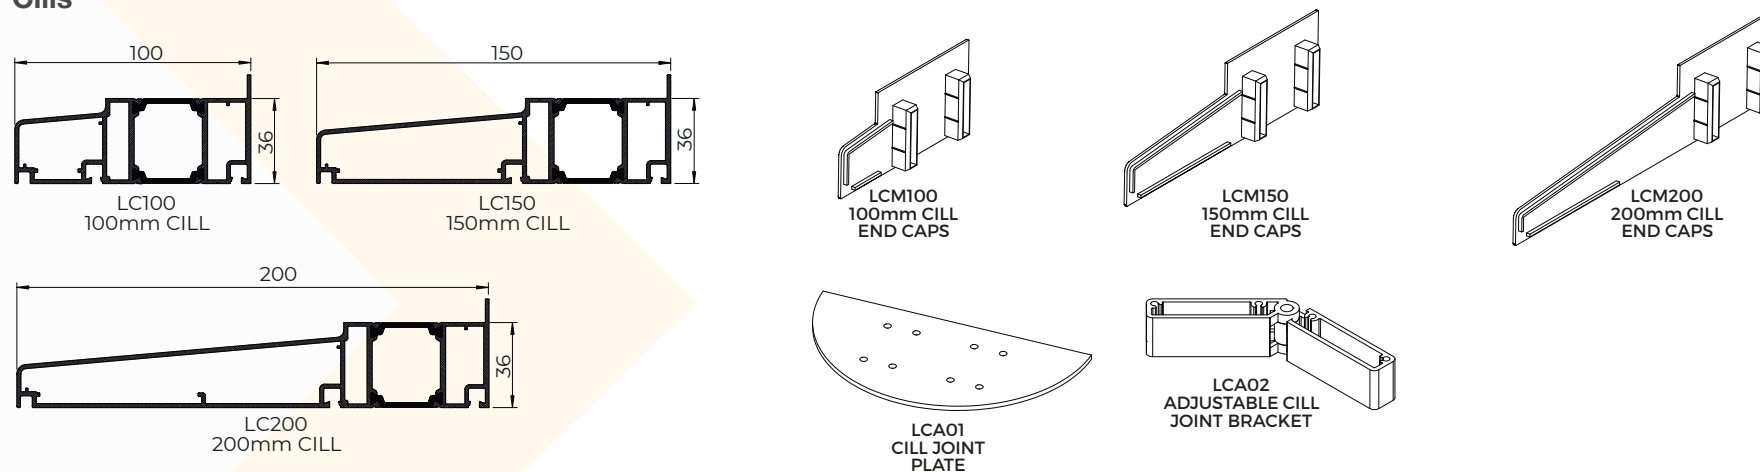 Cills
100
150
36
36
LC100
100mm CILL
LC150
150mm CILL
LCM100
100mm CILL
END CAPS
LCM150
150mm CILL
END CAPS
LCM200
200mm CILL
END CAPS
200
36
LC200
200mm CILL
LCA01
CILL JOINT
PLATE
LCA02
ADJUSTABLE CILL
JOINT BRACKET